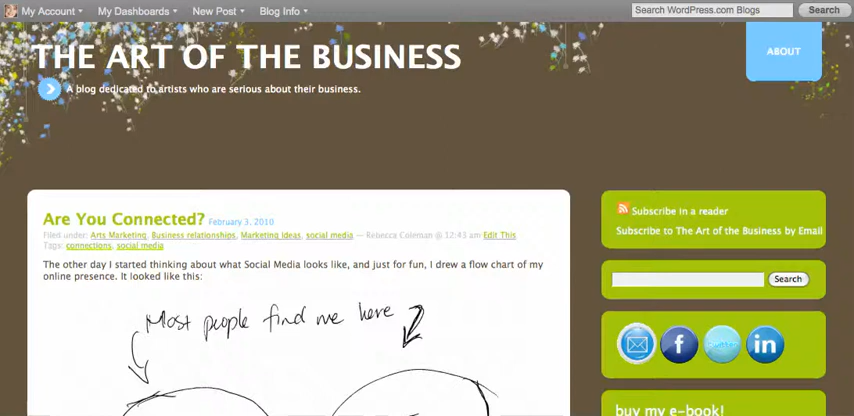 My Account My Dashboards New Post Blog Info Search WordPress.com Blogs Search
THE ART OF THE BUSINESS
ABOUT
A blog dedicated to artists who are serious about their business.
Are You Connected? February 3, 2010
Filed under: Arts Marketing, Business relationships, Marketing Ideas, social media — Rebecca Coleman @ 12:43 am Edit This
Tags: connections, social media
The other day I started thinking about what Social Media looks like, and just for fun, I drew a flow chart of my
online presence. It looked like this:
Most people find me here
Subscribe in a reader
Subscribe to The Art of the Business by Email
Search
f Twitter in
buy my e-book!